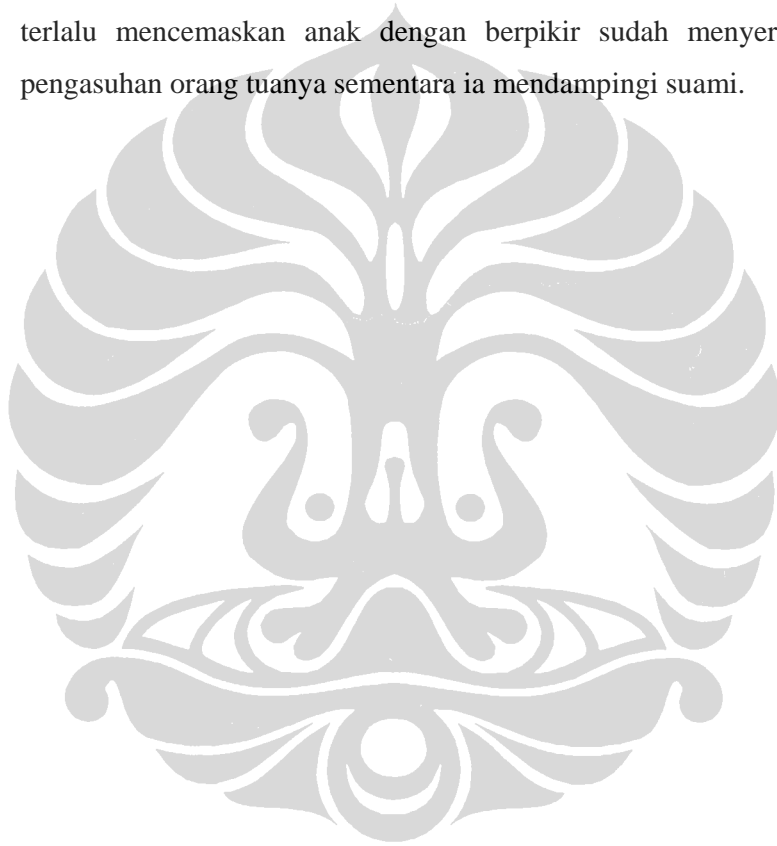 terlalu mencemaskan anak dengan berpikir sudah menyer
pengasuhan orang tuanya sementara ia mendampingi suami.